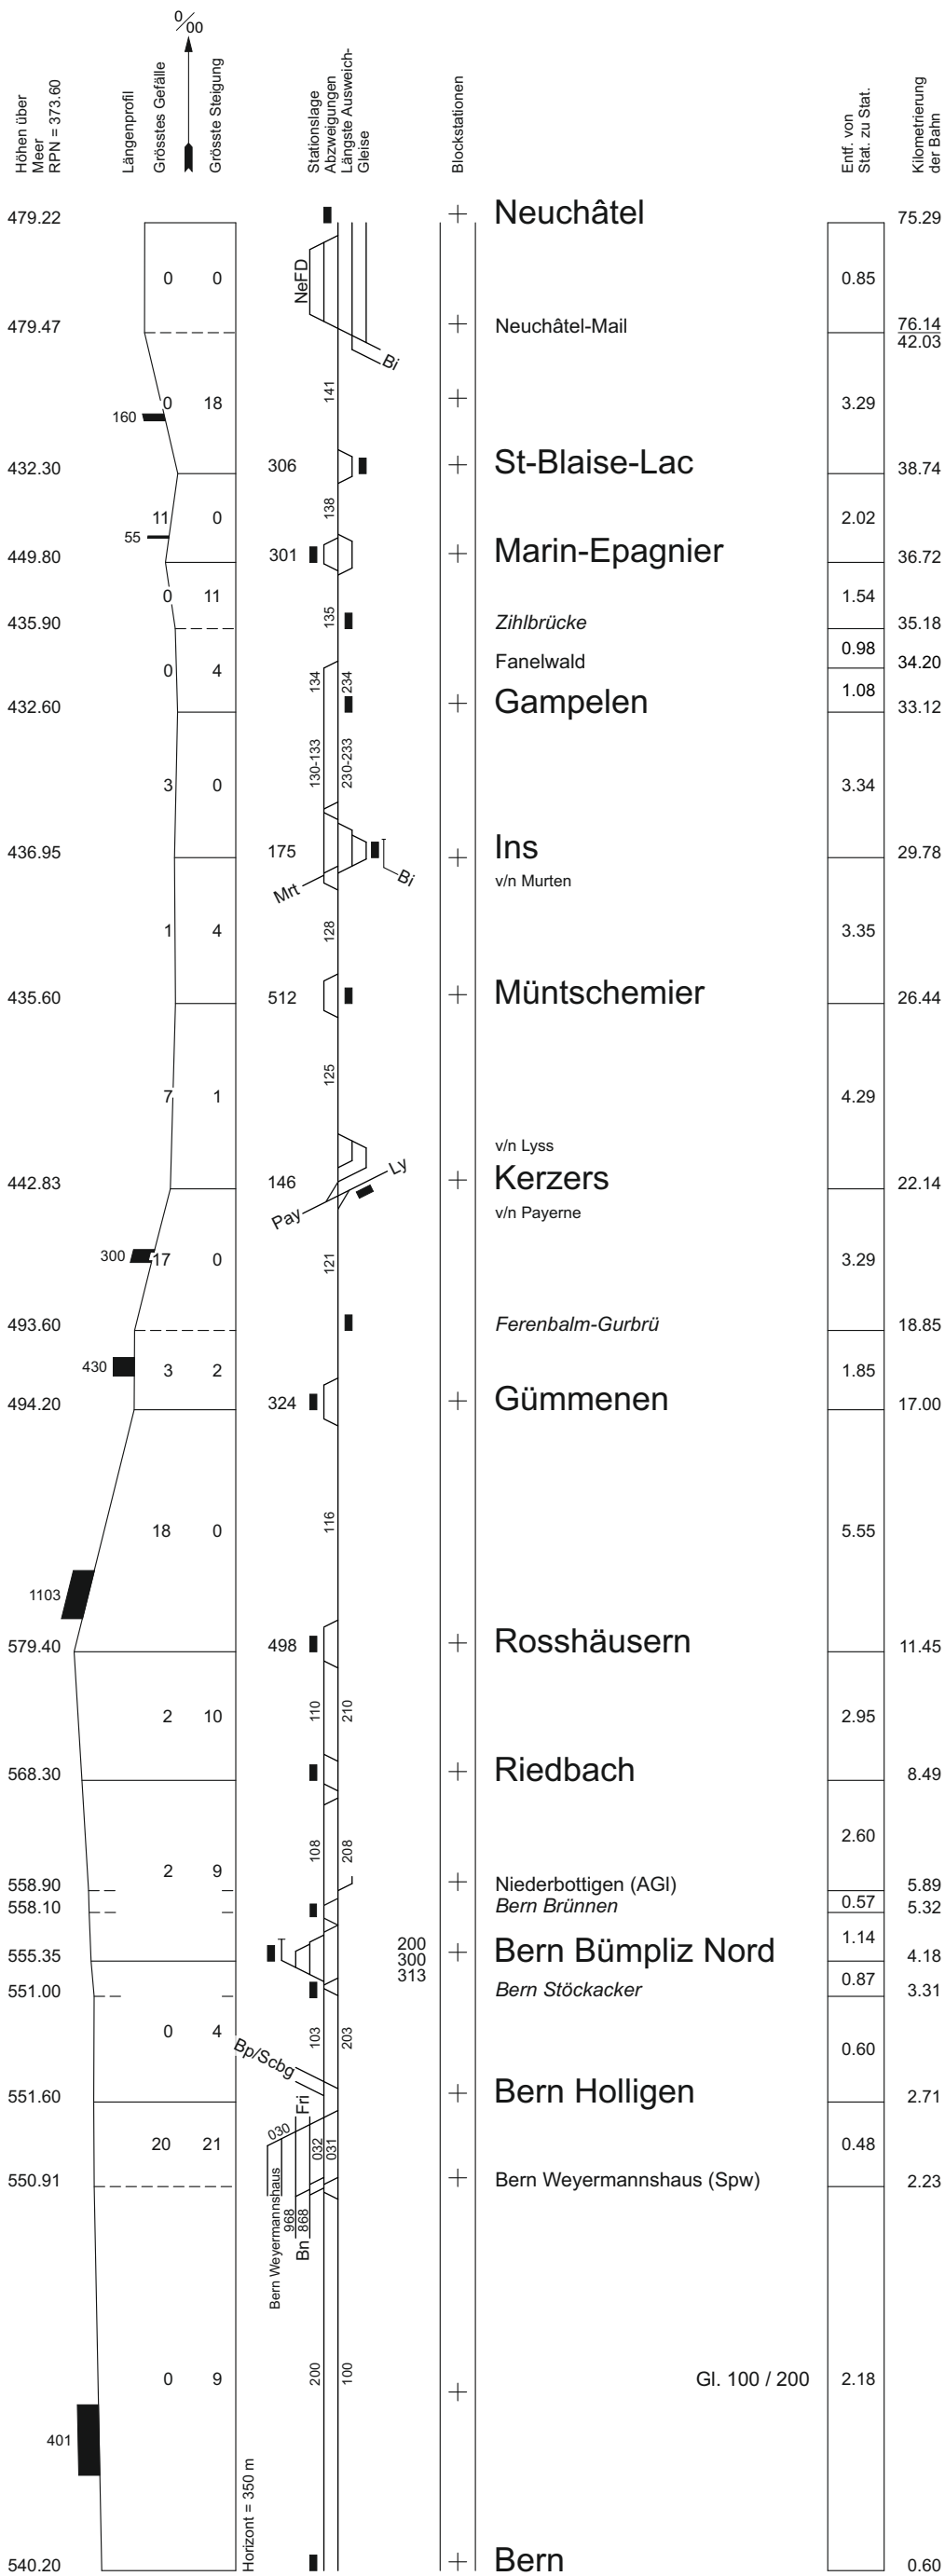 0/00
Höhen über
Meer
RPN = 373.60
Längenprofil
Grösstes Gefälle
Grösste Steigung
Stationslage
Abzweigungen
Längste Ausweich-
Gleise
Blockstationen
Entf. von
Stat. zu Stat.
Kilometrierung
der Bahn
479.22 Neuchâtel 75.29
0 0 NeFD 0.85
479.47 Neuchâtel-Mail 76.14
42.03
Bi
160 0 18 141 3.29
432.30 306 St-Blaise-Lac 38.74
55 11 0 138 2.02
449.80 301 Marin-Epagnier 36.72
0 11 135 1.54
435.90 Zihlbrücke 35.18
0.98
Fanelwald 34.20
0 4 134 234 1.08
432.60 Gampelen 33.12
3 0 130-133 230-233 3.34
436.95 175 Ins 29.78
Mrt Bi v/n Murten
1 4 128 3.35
435.60 512 Müntschemier 26.44
7 1 125 4.29
v/n Lyss
442.83 146 Ly Kerzers 22.14
Pay v/n Payerne
300 17 0 121 3.29
493.60 Ferenbalm-Gurbrü 18.85
430 3 2 1.85
494.20 324 Gümmenen 17.00
18 0 116 5.55
1103
579.40 498 Rosshäusern 11.45
2 10 110 210 2.95
568.30 Riedbach 8.49
2 9 108 208 2.60
558.90 Niederbottigen (AGl) 5.89
558.10 Bern Brünnen 0.57 5.32
1.14
555.35 200 Bern Bümpliz Nord 4.18
300
313
0.87
551.00 Bern Stöckacker 3.31
0 4 103 203 0.60
Bp/Scbg
551.60 Fri Bern Holligen 2.71
20 21 030 032 031 0.48
550.91 Bern Weyermannshaus (Spw) 2.23
Bern Weyermannshaus
968 868
Bn
0 9 200 100 Gl. 100 / 200 2.18
401
Horizont = 350 m
540.20 Bern 0.60